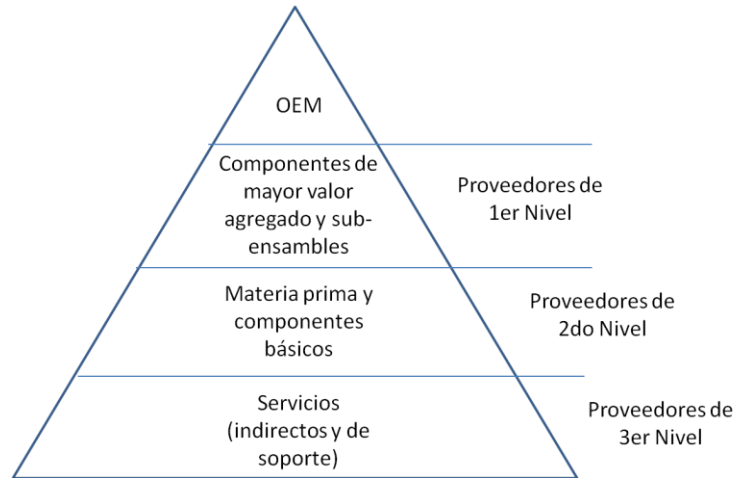 OEM
Componentes de
mayor valor
agregado y sub-
ensambles
Proveedores de
1er Nivel
Materia prima y
componentes
básicos
Proveedores de
2do Nivel
Servicios
(indirectos y de
soporte)
Proveedores de
3er Nivel